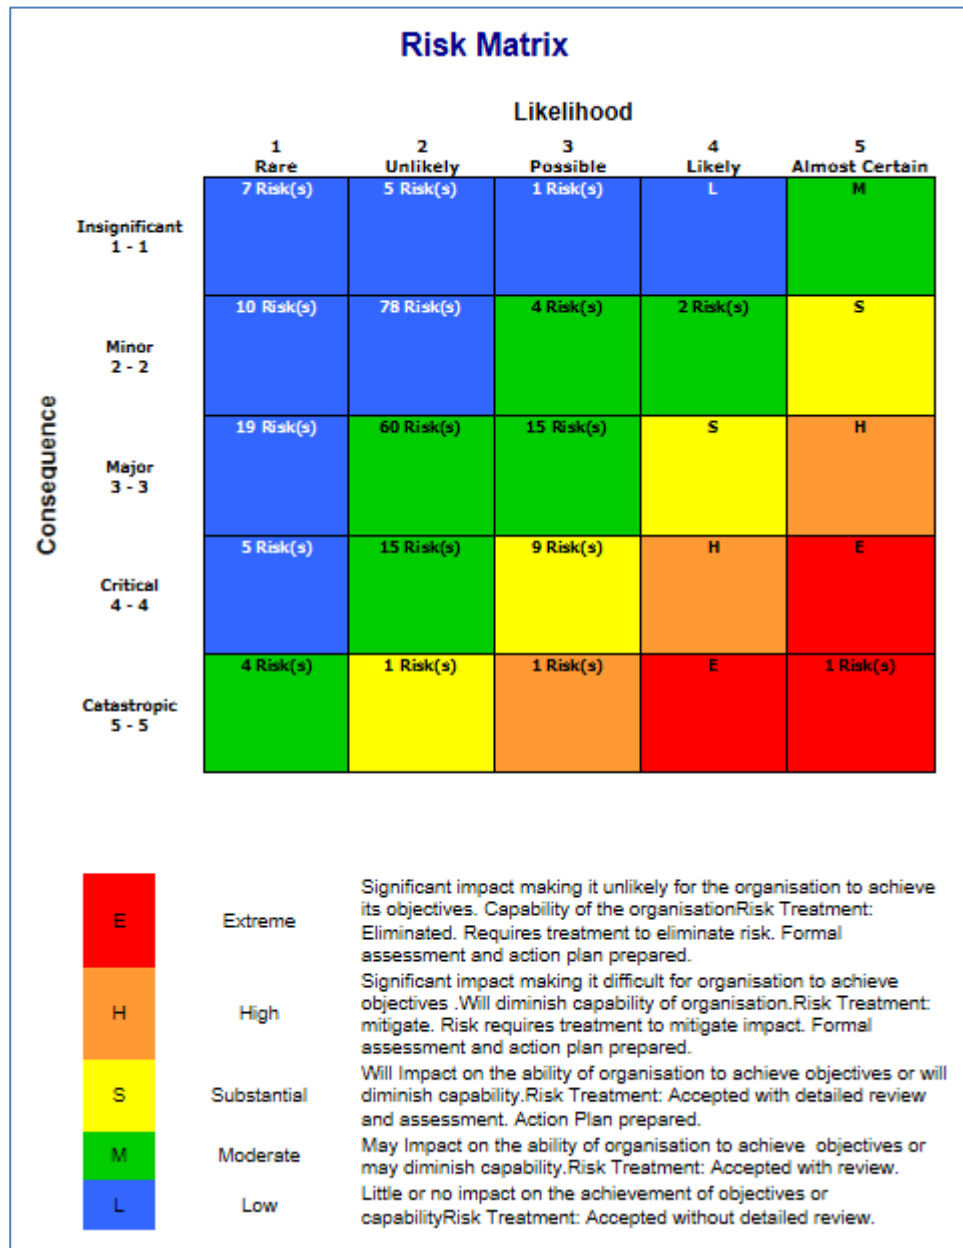 Risk Matrix
Likelihood
1 2 3 4 5
Rare Unlikely Possible Likely Almost Certain
7 Risk(s) 5 Risk(s) 1 Risk(s) L M
Insignificant
1 - 1
10 Risk(s) 78 Risk(s) 4 Risk(s) 2 Risk(s) S
Minor
2 - 2
Consequence
19 Risk(s) 60 Risk(s) 15 Risk(s) S H
Major
3 - 3
5 Risk(s) 15 Risk(s) 9 Risk(s) H E
Critical
4 - 4
4 Risk(s) 1 Risk(s) 1 Risk(s) E 1 Risk(s)
Catastropic
5 - 5
E Extreme
Significant impact making it unlikely for the organisation to achieve
its objectives. Capability of the organisationRisk Treatment:
Eliminated. Requires treatment to eliminate risk. Formal
assessment and action plan prepared.
H High
Significant impact making it difficult for organisation to achieve
objectives .Will diminish capability of organisation.Risk Treatment:
mitigate. Risk requires treatment to mitigate impact. Formal
assessment and action plan prepared.
S Substantial
Will Impact on the ability of organisation to achieve objectives or will
diminish capability.Risk Treatment: Accepted with detailed review
and assessment. Action Plan prepared.
M Moderate
May Impact on the ability of organisation to achieve objectives or
may diminish capability.Risk Treatment: Accepted with review.
L Low
Little or no impact on the achievement of objectives or
capabilityRisk Treatment: Accepted without detailed review.